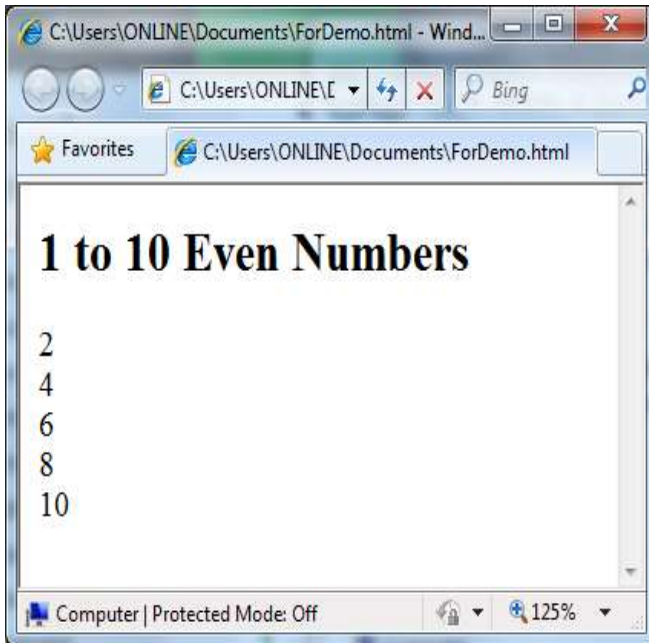 C:\Users\ONLINE\Documents\ForDemo.html - Wind...
C:\Users\ONLINE\D
Bing
Favorites
C:\Users\ONLINE\Documents\ForDemo.html
1 to 10 Even Numbers
2
4
6
8
10
Computer | Protected Mode: Off
125%